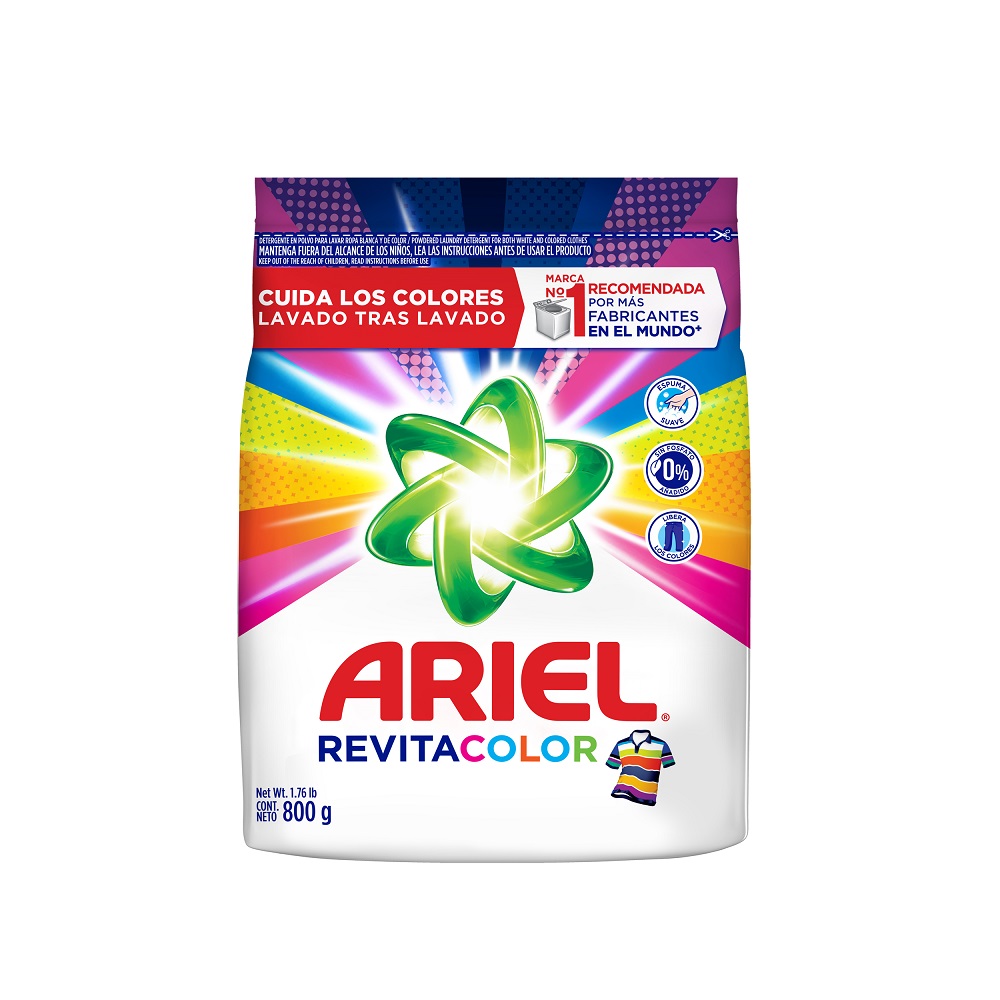 DETERGENTE EN POLVO PARA LAVAR ROPA BLANCA Y DE COLOR / POWDERED LAUNDRY DETERGENT FOR BOTH WHITE AND COLORED CLOTHES
MANTENGA FUERA DEL ALCANCE DE LOS NIÑOS, LEA LAS INSTRUCCIONES ANTES DE USAR EL PRODUCTO
KEEP OUT OF THE REACH OF CHILDREN, READ INSTRUCTIONS BEFORE USE
CUIDA LOS COLORES
LAVADO TRAS LAVADO
MARCA
Nº1
RECOMENDADA
POR MÁS
FABRICANTES
EN EL MUNDO+
ESPUMA
SUAVE
SIN FOSFATO
0%
AÑADIDO
LIBERA
LOS COLORES
ARIEL®
REVITACOLOR
Net Wt. 1.76 lb
CONT.
NETO 800 g